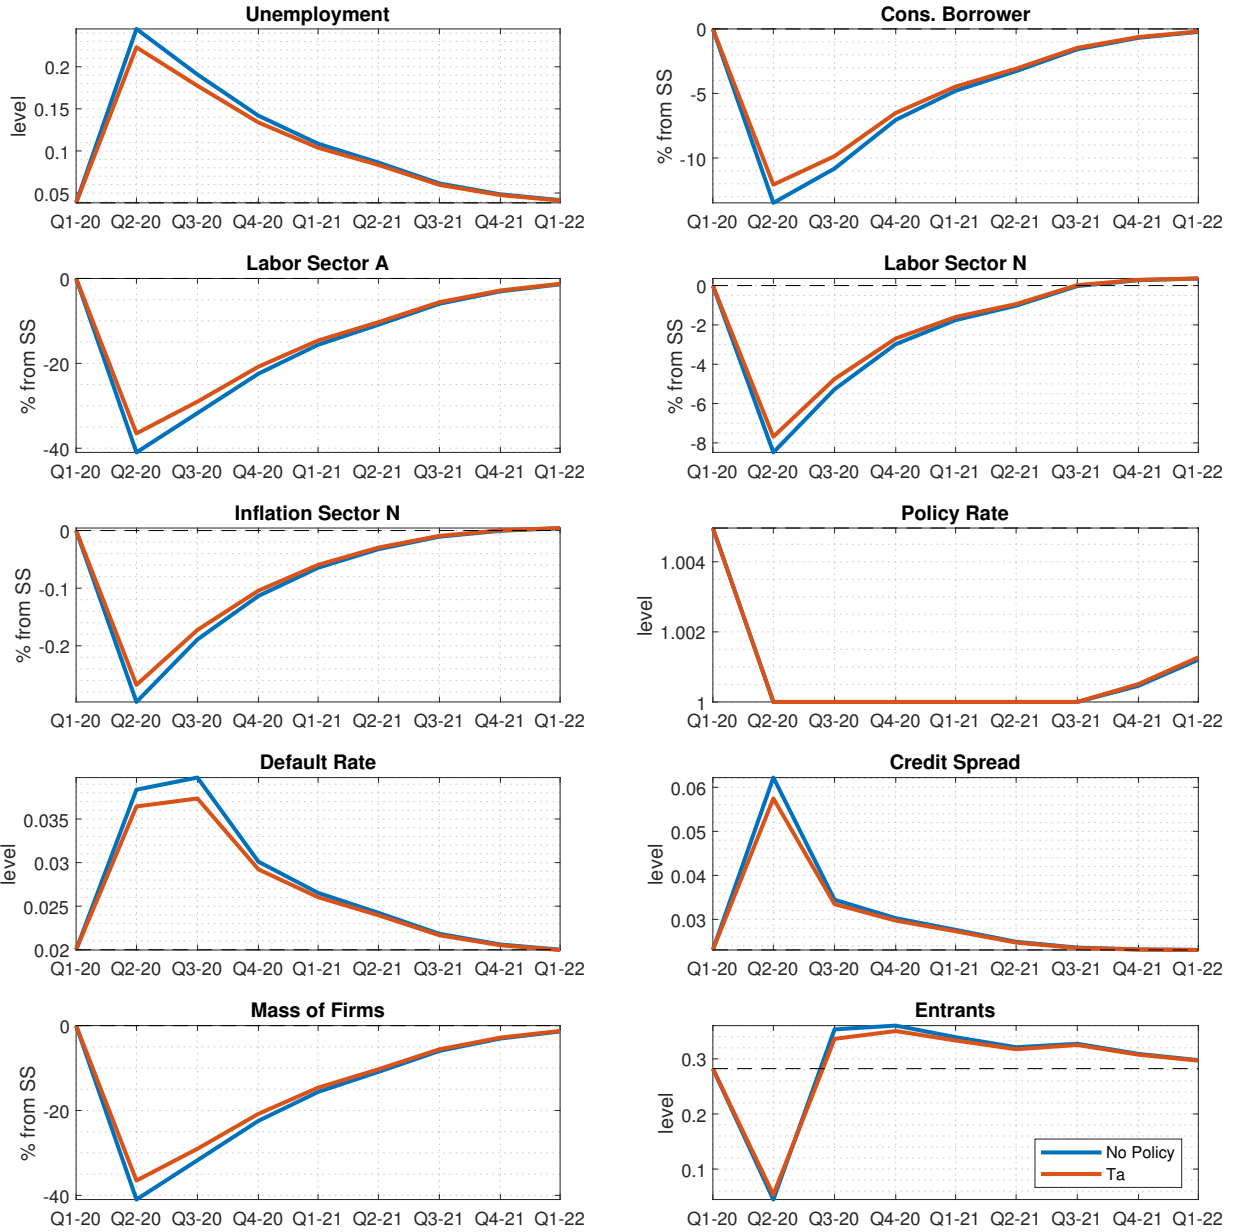 Unemployment
level
0.2
0.15
0.1
0.05
Q1-20 Q2-20 Q3-20 Q4-20 Q1-21 Q2-21 Q3-21 Q4-21 Q1-22
Cons. Borrower
% from SS
0
-5
-10
Q1-20 Q2-20 Q3-20 Q4-20 Q1-21 Q2-21 Q3-21 Q4-21 Q1-22
Labor Sector A
% from SS
0
-20
-40
Q1-20 Q2-20 Q3-20 Q4-20 Q1-21 Q2-21 Q3-21 Q4-21 Q1-22
Labor Sector N
% from SS
0
-2
-4
-6
-8
Q1-20 Q2-20 Q3-20 Q4-20 Q1-21 Q2-21 Q3-21 Q4-21 Q1-22
Inflation Sector N
% from SS
0
-0.1
-0.2
Q1-20 Q2-20 Q3-20 Q4-20 Q1-21 Q2-21 Q3-21 Q4-21 Q1-22
Policy Rate
level
1.004
1.002
1
Q1-20 Q2-20 Q3-20 Q4-20 Q1-21 Q2-21 Q3-21 Q4-21 Q1-22
Default Rate
level
0.035
0.03
0.025
0.02
Q1-20 Q2-20 Q3-20 Q4-20 Q1-21 Q2-21 Q3-21 Q4-21 Q1-22
Credit Spread
level
0.06
0.05
0.04
0.03
Q1-20 Q2-20 Q3-20 Q4-20 Q1-21 Q2-21 Q3-21 Q4-21 Q1-22
Mass of Firms
% from SS
0
-20
-40
Q1-20 Q2-20 Q3-20 Q4-20 Q1-21 Q2-21 Q3-21 Q4-21 Q1-22
Entrants
level
0.3
0.2
0.1
No Policy
Ta
Q1-20 Q2-20 Q3-20 Q4-20 Q1-21 Q2-21 Q3-21 Q4-21 Q1-22